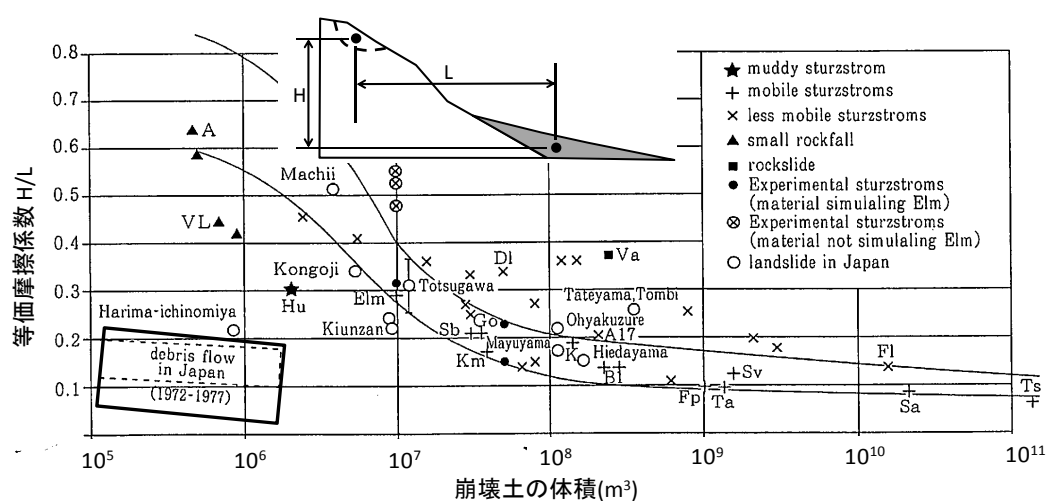 等価摩擦係数 H/L
0.8
0.7
0.6
0.5
0.4
0.3
0.2
0.1
H
L
muddy sturzstrom
mobile sturzstroms
less mobile sturzstroms
small rockfall
rockslide
Experimental sturzstroms
(material simulaling Elm)
Experimental sturzstroms
(material not simulaling Elm)
landslide in Japan
A
Machii
VL
Kongoji
Hu
Harima-ichinomiya
debris flow
in Japan
(1972-1977)
Elm
Totsugawa
Kiunzan
Dl
Va
Tateyama,Tombi
Sb
Go
Ohyakuzure
A17
Mayuyama
K
Hiedayama
Km
Bl
Fp
Ta
Sv
Fl
Sa
Ts
10⁵
10⁶
10⁷
10⁸
10⁹
10¹⁰
10¹¹
崩壊土の体積(m³)